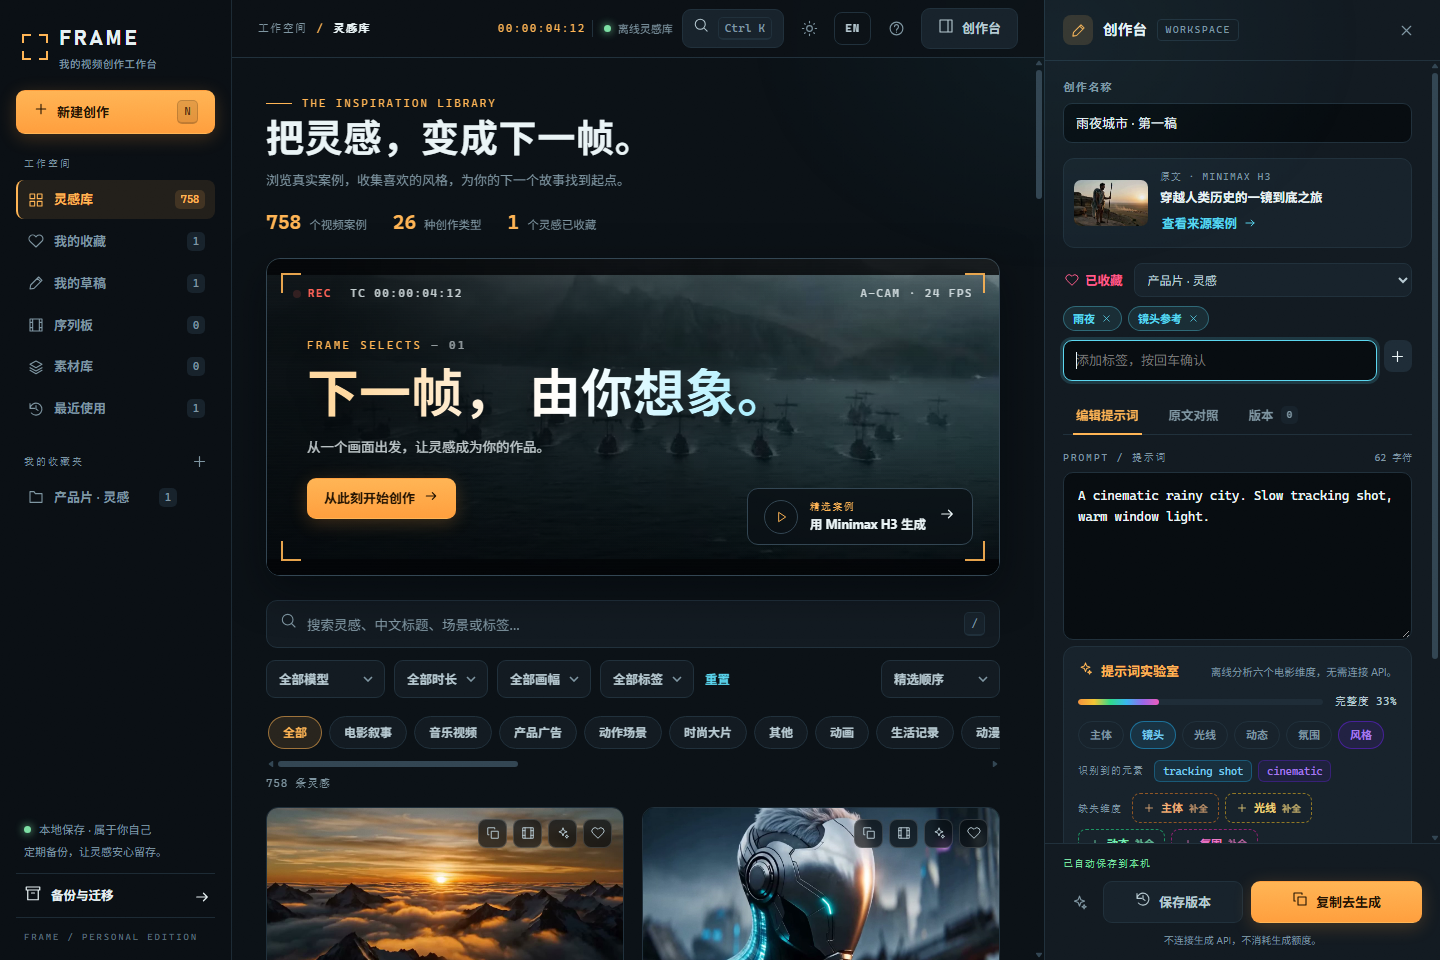 FRAME
我的视频创作工作台
新建创作 N
工作空间
灵感库 758
我的收藏 1
我的草稿 1
序列板 0
素材库 0
最近使用 1
我的收藏夹
产品片 · 灵感 1
本地保存 · 属于你自己
定期备份，让灵感安心留存。
备份与迁移
FRAME / PERSONAL EDITION
工作空间 / 灵感库
00:00:04:12
离线灵感库
Ctrl K
EN
创作台
THE INSPIRATION LIBRARY
把灵感，变成下一帧。
浏览真实案例，收集喜欢的风格，为你的下一个故事找到起点。
758 个视频案例 26 种创作类型 1 个灵感已收藏
REC TC 00:00:04:12
A-CAM · 24 FPS
FRAME SELECTS — 01
下一帧， 由你想象。
从一个画面出发，让灵感成为你的作品。
从此刻开始创作
精选案例
用 Minimax H3 生成
搜索灵感、中文标题、场景或标签... /
全部模型 全部时长 全部画幅 全部标签 重置 精选顺序
全部 电影叙事 音乐视频 产品广告 动作场景 时尚大片 其他 动画 生活记录 动漫
758 条灵感
创作台 WORKSPACE
创作名称
雨夜城市 · 第一稿
原文 · MINIMAX H3
穿越人类历史的一镜到底之旅
查看来源案例
已收藏 产品片 · 灵感
雨夜 镜头参考
添加标签，按回车确认
编辑提示词 原文对照 版本 0
PROMPT / 提示词 62 字符
A cinematic rainy city. Slow tracking shot,
warm window light.
提示词实验室 离线分析六个电影维度，无需连接 API。
完整度 33%
主体 镜头 光线 动态 氛围 风格
识别到的元素 tracking shot cinematic
缺失维度 + 主体 补全 + 光线 补全
+ 动态 补全 + 氛围 补全
已自动保存到本机
保存版本 复制去生成
不连接生成 API，不消耗生成额度。